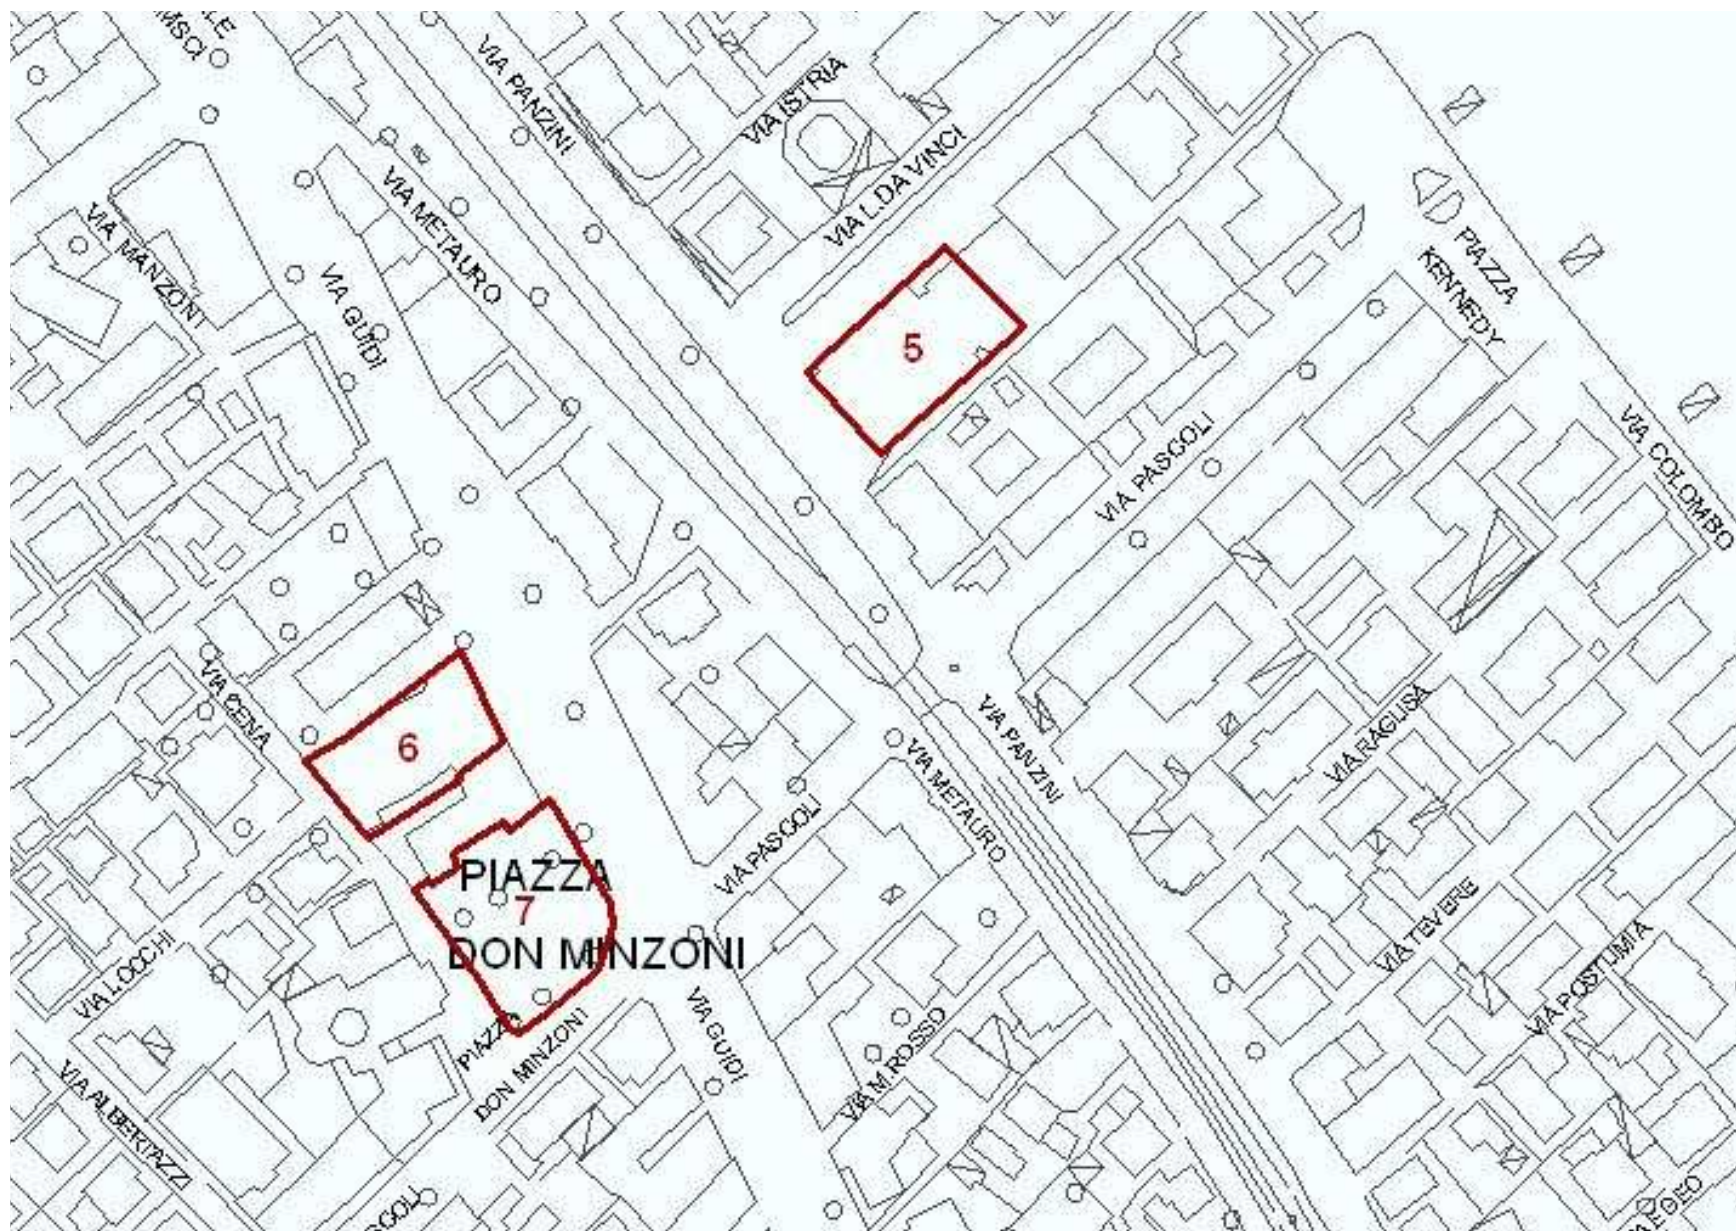 VIA PANZINI
VIA ISTRIA
VIA L.DA VINCI
VIA METAURO
VIA MANZONI
VIA GUIDI
PIAZZA
KENNEDY
5
VIA PASCOLI
VIA COLOMBO
VIA CENA
6
VIA PANZINI
VIA RAGUSA
VIA METAURO
VIA PASCOLI
PIAZZA
7
DON MINZONI
VIA TEVERE
VIA POSTUMIA
VIA L.OCCHI
VIA GUIDI
PIAZZA
DON MINZONI
VIA M.ROSSO
VIA ALBERTAZZI